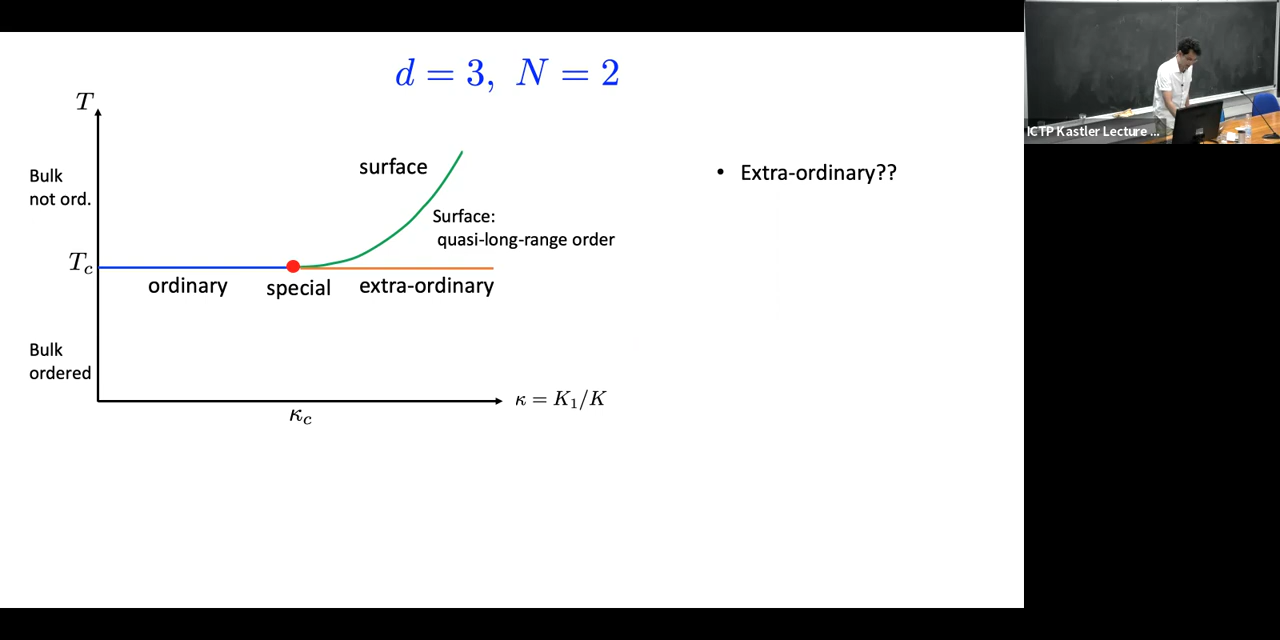 d = 3, N = 2
T
Bulk
not ord.
surface
Surface:
quasi-long-range order
T_c
ordinary
special
extra-ordinary
Bulk
ordered
κ_c
κ = K_1/K
• Extra-ordinary??
ICTP Kastler Lecture ...